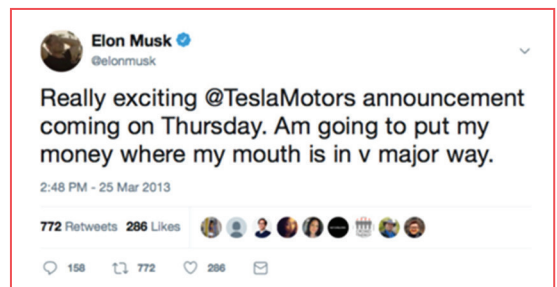 Elon Musk
@elonmusk
Really exciting @TeslaMotors announcement
coming on Thursday. Am going to put my
money where my mouth is in v major way.
2:48 PM - 25 Mar 2013
772 Retweets 286 Likes
158 772 286